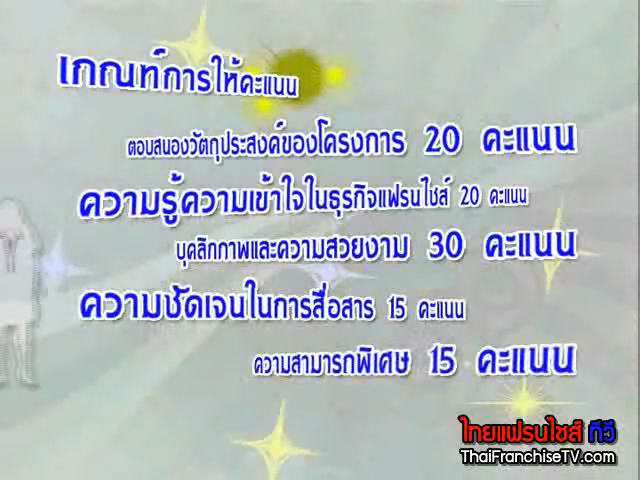 เกณฑ์การให้คะแนน
ตอบสนองวัตถุประสงค์ของโครงการ 20 คะแนน
ความรู้ความเข้าใจในธุรกิจแฟรนไชส์ 20 คะแนน
บุคลิกภาพและความสวยงาม 30 คะแนน
ความชัดเจนในการสื่อสาร 15 คะแนน
ความสามารถพิเศษ 15 คะแนน
ไทยแฟรนไชส์ ทีวี
ThaiFranchiseTV.com